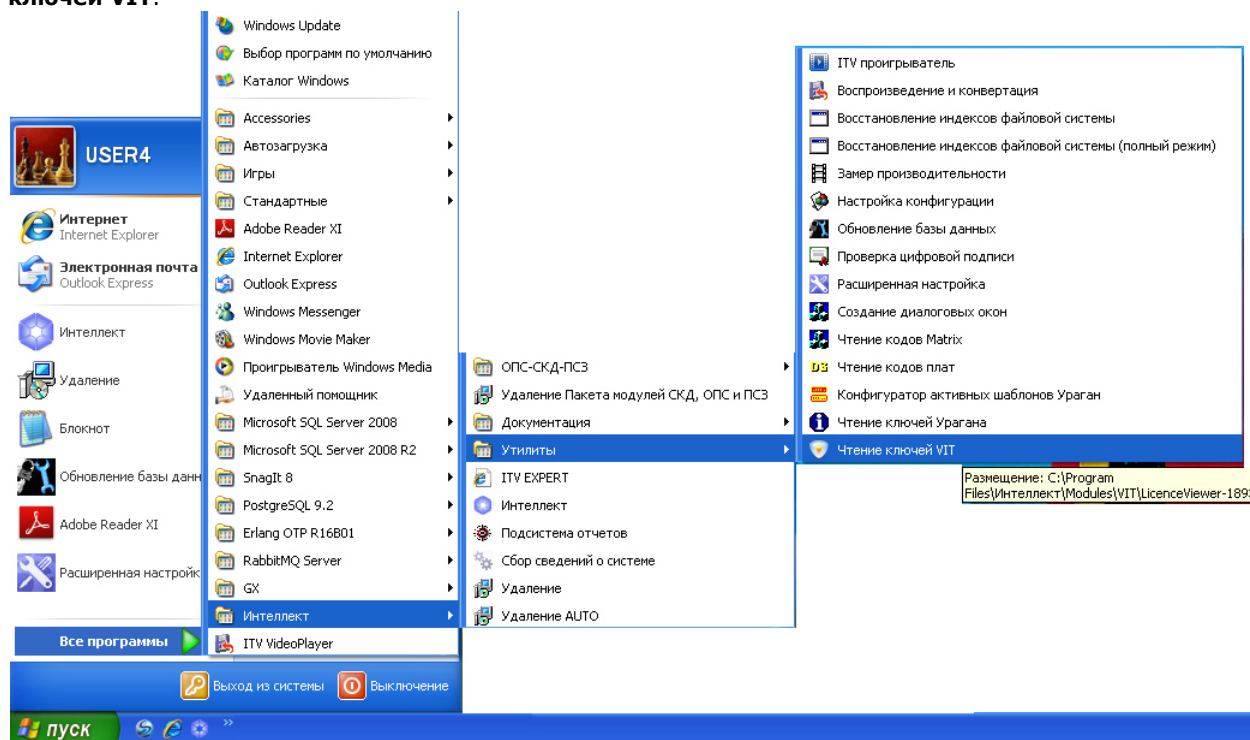 ключей VIT.
USER4
Интернет
Internet Explorer
Электронная почта
Outlook Express
Интеллект
Удаление
Блокнот
Обновление базы данн
Adobe Reader XI
Расширенная настройк
Все программы
Windows Update
Выбор программ по умолчанию
Каталог Windows
Accessories
Автозагрузка
Игры
Стандартные
Adobe Reader XI
Internet Explorer
Outlook Express
Windows Messenger
Windows Movie Maker
Проигрыватель Windows Media
Удаленный помощник
Microsoft SQL Server 2008
Microsoft SQL Server 2008 R2
SnagIt 8
PostgreSQL 9.2
Erlang OTP R16B01
RabbitMQ Server
GX
Интеллект
ITV VideoPlayer
ОПС-СКД-ПСЗ
Удаление Пакета модулей СКД, ОПС и ПСЗ
Документация
Утилиты
ITV EXPERT
Интеллект
Подсистема отчетов
Сбор сведений о системе
Удаление
Удаление AUTO
ITV проигрыватель
Воспроизведение и конвертация
Восстановление индексов файловой системы
Восстановление индексов файловой системы (полный режим)
Замер производительности
Настройка конфигурации
Обновление базы данных
Проверка цифровой подписи
Расширенная настройка
Создание диалоговых окон
Чтение кодов Matrix
DS Чтение кодов плат
Конфигуратор активных шаблонов Ураган
Чтение ключей Урагана
Чтение ключей VIT
Размещение: C:\Program
Files\Интеллект\Modules\VIT\LicenceViewer-189
Выход из системы
Выключение
пуск